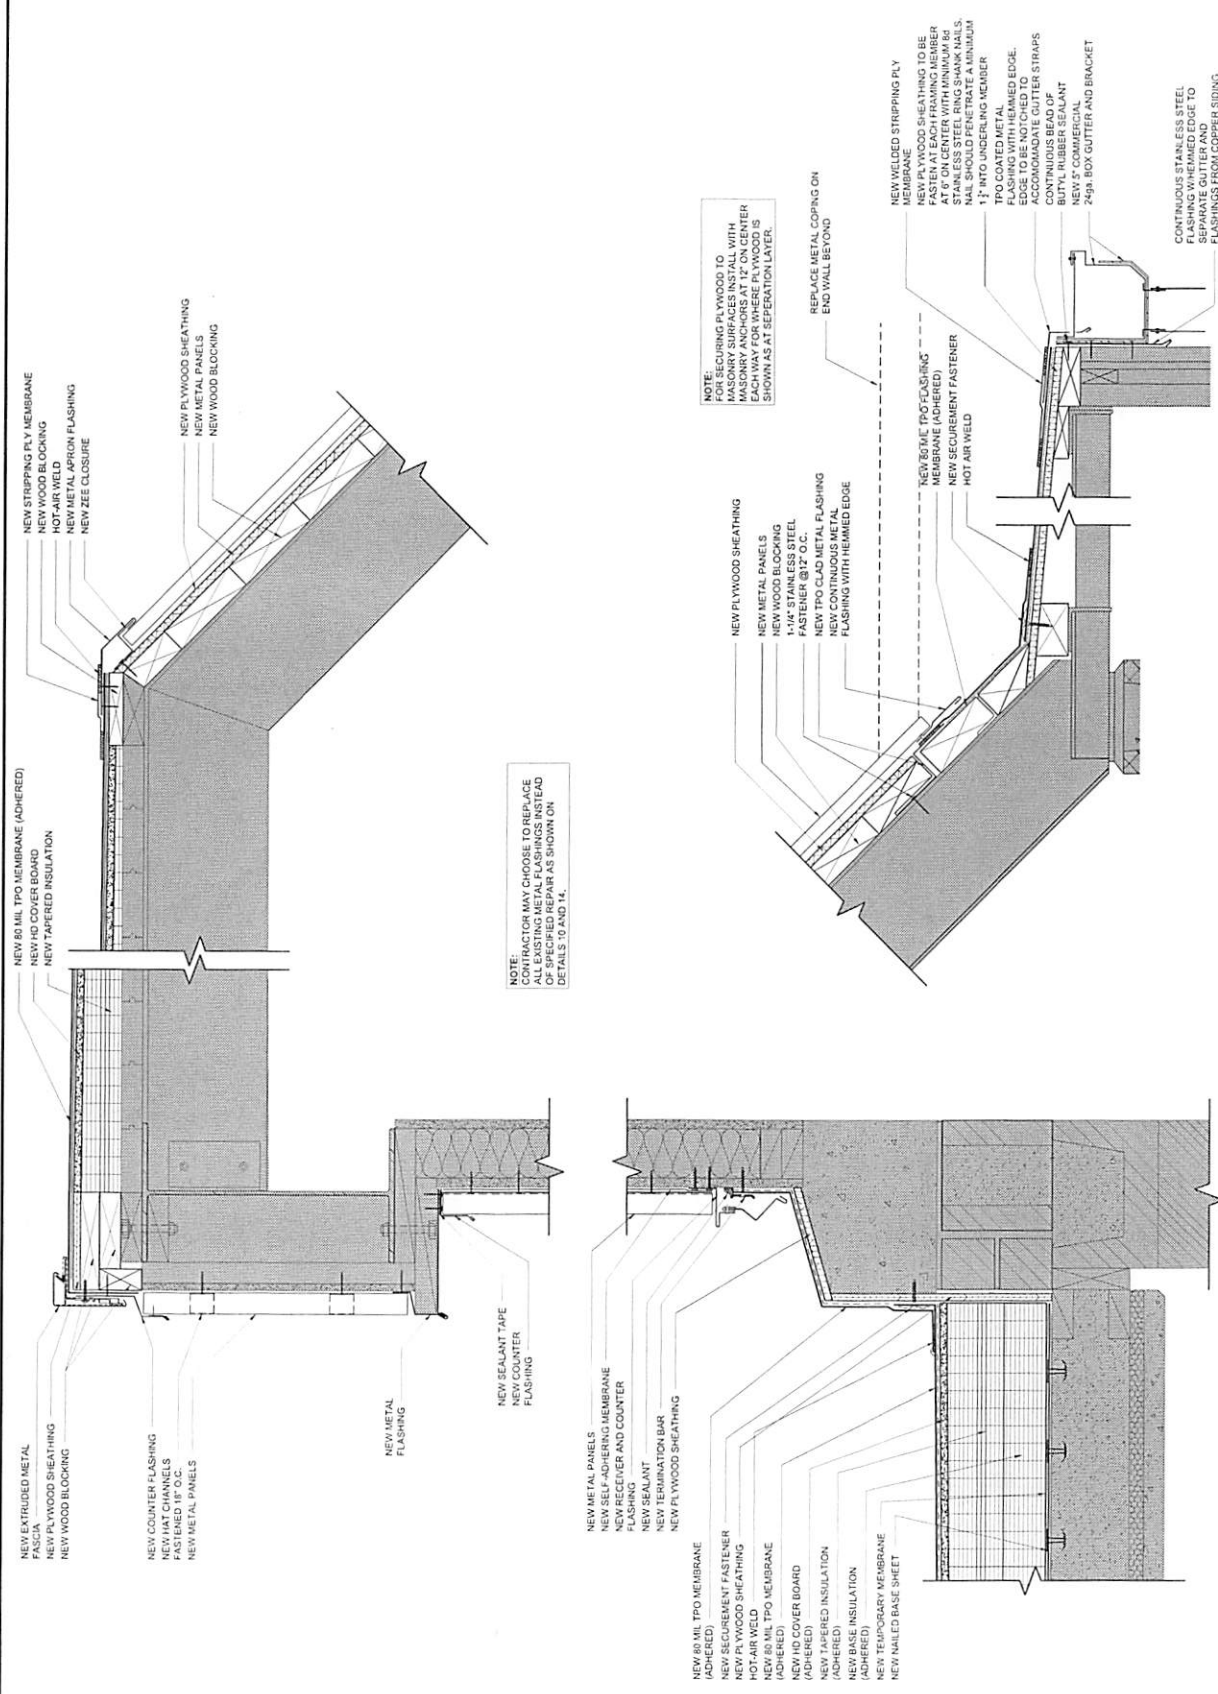 NEW EXTRUDED METAL
FASCIA
NEW PLYWOOD SHEATHING
NEW WOOD BLOCKING
NEW COUNTER FLASHING
NEW HAT CHANNELS
FASTENED 18" O.C.
NEW METAL PANELS
NEW METAL
FLASHING
NEW SEALANT TAPE
NEW COUNTER
FLASHING
NEW 80 MIL TPO MEMBRANE (ADHERED)
NEW HD COVER BOARD
NEW TAPERED INSULATION
NEW STRIPPING PLY MEMBRANE
NEW WOOD BLOCKING
HOT-AIR WELD
NEW METAL APRON FLASHING
NEW ZEE CLOSURE
NEW PLYWOOD SHEATHING
NEW METAL PANELS
NEW WOOD BLOCKING
NOTE:
CONTRACTOR MAY CHOOSE TO REPLACE
ALL EXISTING METAL FLASHINGS INSTEAD
OF SPECIFIED REPAIR AS SHOWN ON
DETAILS 10 AND 14.
NEW METAL PANELS
NEW SELF-ADHERING MEMBRANE
NEW RECEIVER AND COUNTER
FLASHING
NEW SEALANT
NEW TERMINATION BAR
NEW PLYWOOD SHEATHING
NEW 80 MIL TPO MEMBRANE
(ADHERED)
NEW SECUREMENT FASTENER
NEW PLYWOOD SHEATHING
HOT-AIR WELD
NEW 80 MIL TPO MEMBRANE
(ADHERED)
NEW HD COVER BOARD
(ADHERED)
NEW TAPERED INSULATION
(ADHERED)
NEW BASE INSULATION
(ADHERED)
NEW TEMPORARY MEMBRANE
NEW NAILED BASE SHEET
NOTE:
FOR SECURING PLYWOOD TO
MASONRY SURFACES INSTALL WITH
MASONRY ANCHORS AT 12" ON CENTER
EACH WAY FOR WHERE PLYWOOD IS
SHOWN AS AT SEPERATION LAYER.
NEW PLYWOOD SHEATHING
NEW METAL PANELS
NEW WOOD BLOCKING
1-1/4" STAINLESS STEEL
FASTENER @12" O.C.
NEW TPO CLAD METAL FLASHING
NEW CONTINUOUS METAL
FLASHING WITH HEMMED EDGE
REPLACE METAL COPING ON
END WALL BEYOND
NEW 80 MIL TPO FLASHING
MEMBRANE (ADHERED)
NEW SECUREMENT FASTENER
HOT AIR WELD
NEW WELDED STRIPPING PLY
MEMBRANE
NEW PLYWOOD SHEATHING TO BE
FASTEN AT EACH FRAMING MEMBER
AT 6" ON CENTER WITH MINIMUM 8d
STAINLESS STEEL RING SHANK NAILS.
NAIL SHOULD PENETRATE A MINIMUM
INTO UNDERLING MEMBER
TPO COATED METAL
FLASHING WITH HEMMED EDGE.
EDGE TO BE NOTCHED TO
ACCOMOMADATE GUTTER STRAPS
CONTINUOUS BEAD OF
BUTYL RUBBER SEALANT
NEW 5" COMMERCIAL
24ga. BOX GUTTER AND BRACKET
CONTINUOUS STAINLESS STEEL
FLASHING W/HEMMED EDGE TO
SEPARATE GUTTER AND
FLASHINGS FROM COPPER SIDING